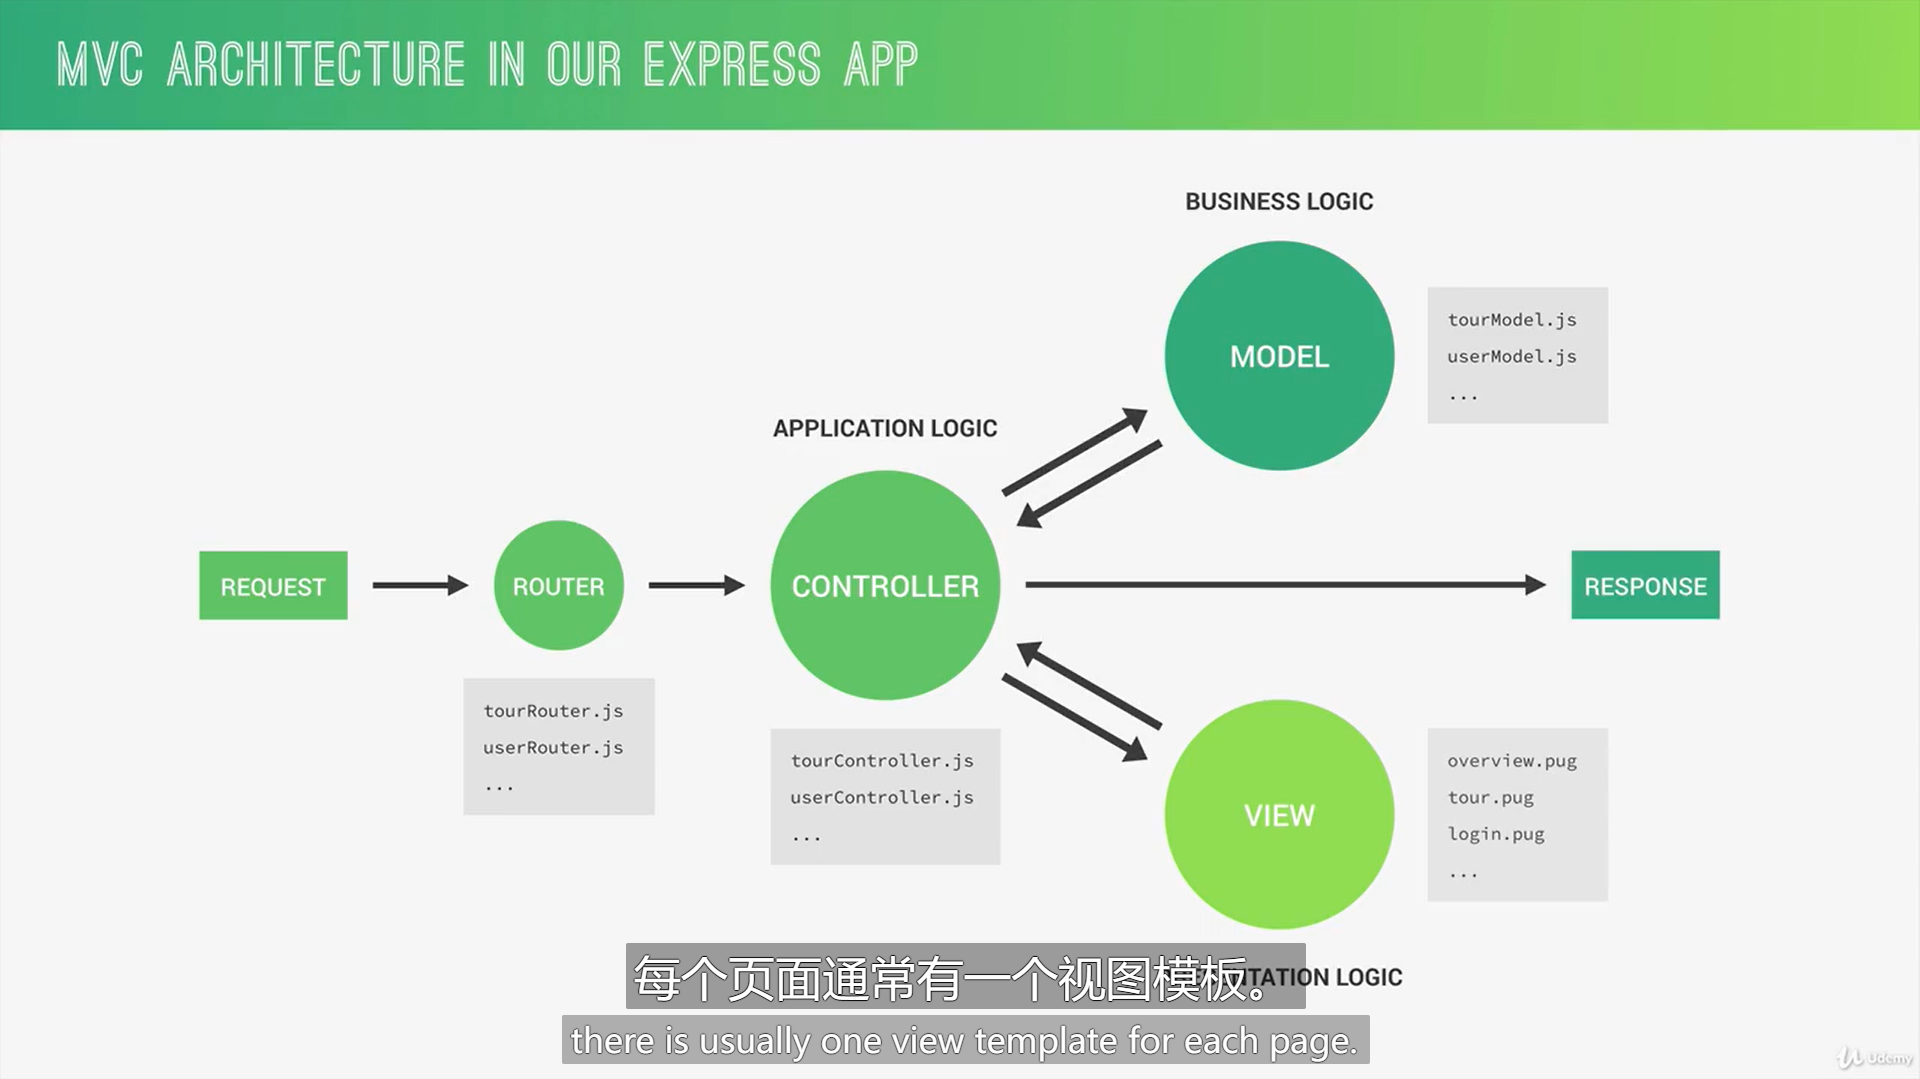 MVC ARCHITECTURE IN OUR EXPRESS APP
BUSINESS LOGIC
MODEL
tourModel.js
userModel.js
...
APPLICATION LOGIC
CONTROLLER
REQUEST
ROUTER
RESPONSE
tourRouter.js
userRouter.js
...
tourController.js
userController.js
...
VIEW
overview.pug
tour.pug
login.pug
...
LOGIC
每个页面通常有一个视图模板。
there is usually one view template for each page.
Udemy